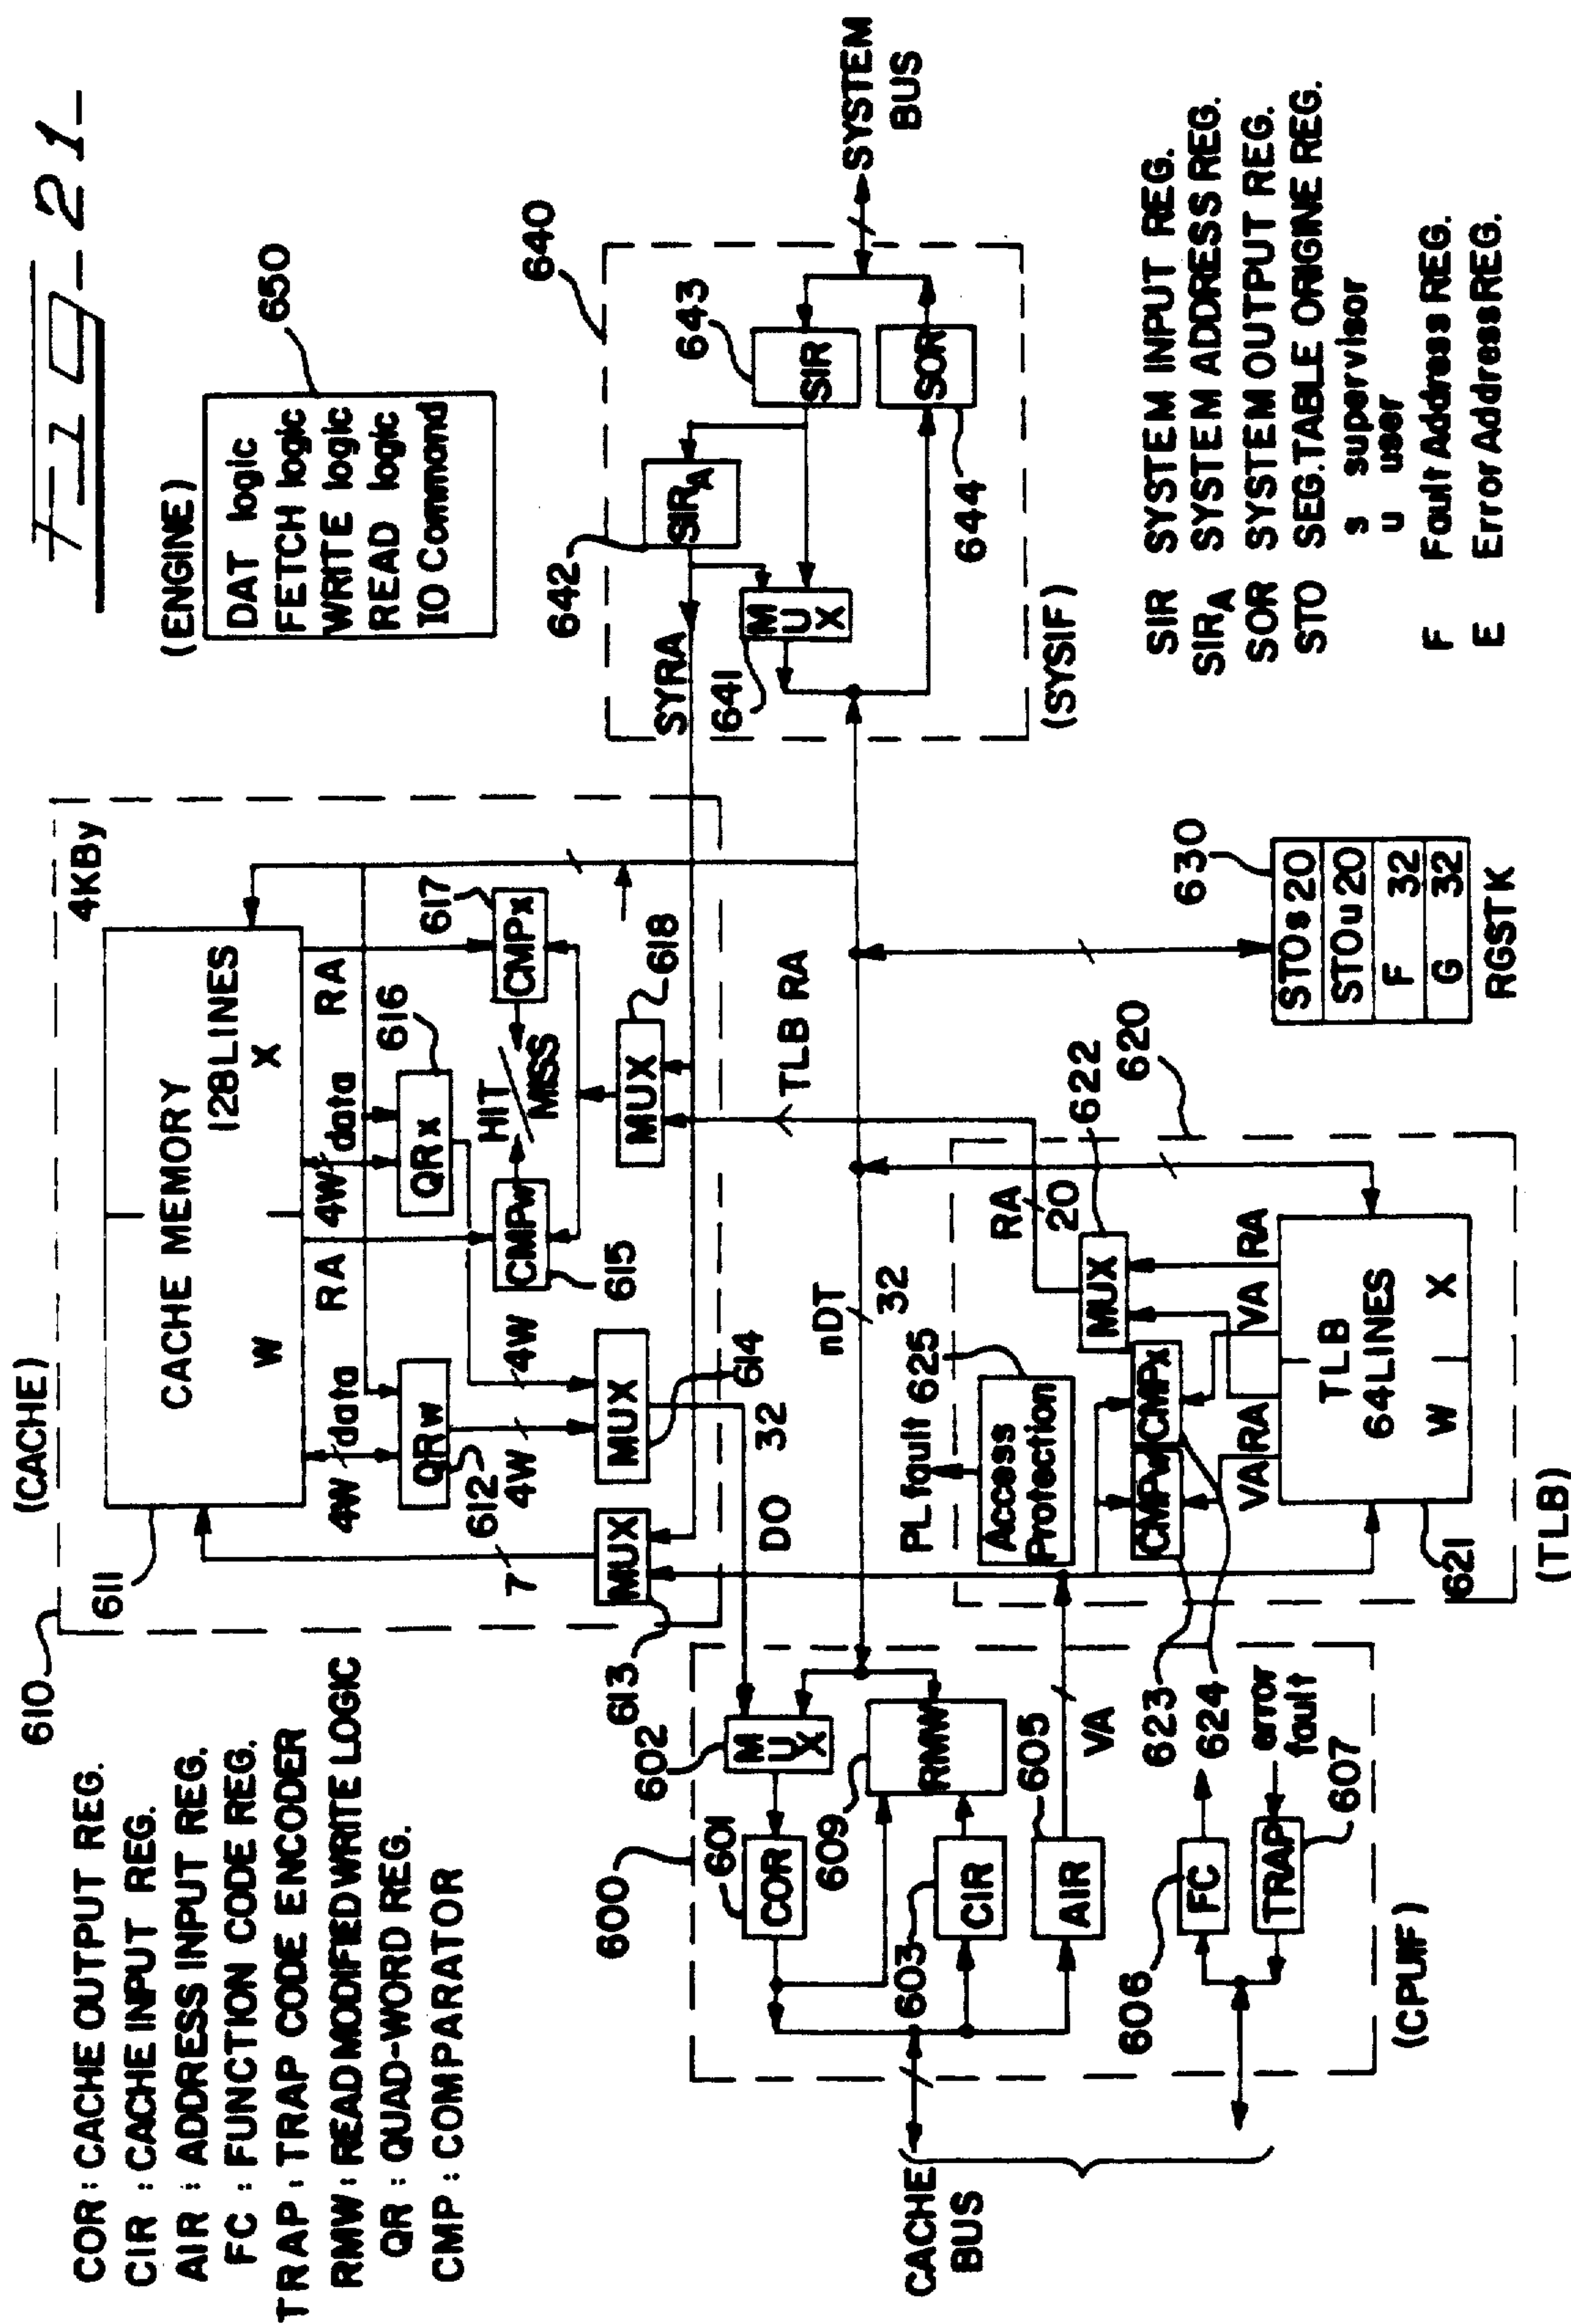 FIG-21-
COR : CACHE OUTPUT REG.
CIR : CACHE INPUT REG.
AIR : ADDRESS INPUT REG.
FC : FUNCTION CODE REG.
TRAP : TRAP CODE ENCODER
RMW : READ MODIFIED WRITE LOGIC
QR : QUAD-WORD REG.
CMP : COMPARATOR
610
(CACHE)
611
CACHE MEMORY
4KBy
128LINES
W
X
4W
data
RA
4W
data
RA
QRw
612
QRx
616
CMPw
615
HIT
MISS
CMPx
617
4W
4W
7
MUX
613
MUX
614
MUX
618
(ENGINE)
650
DAT logic
FETCH logic
WRITE logic
READ logic
IO Command
640
642
SIRA
643
SIR
SYRA
641
MUX
SOR
644
(SYSIF)
SYSTEM
BUS
DO 32
nDT
32
TLB RA
600
602
MUX
601
COR
609
RMW
603
CIR
605
AIR
VA
606
FC
TRAP
607
error
fault
(CPUIF)
CACHE
BUS
PL fault
625
Access
Protection
RA
20
622
MUX
620
CMPw
CMPx
623
624
VA
RA
VA
RA
TLB
64LINES
W
X
621
(TLB)
630
STOs 20
STOu 20
F 32
G 32
RGSTK
SIR SYSTEM INPUT REG.
SIRA SYSTEM ADDRESS REG.
SOR SYSTEM OUTPUT REG.
STO SEG.TABLE ORIGINE REG.
s supervisor
u user
F Fault Address REG.
E Error Address REG.